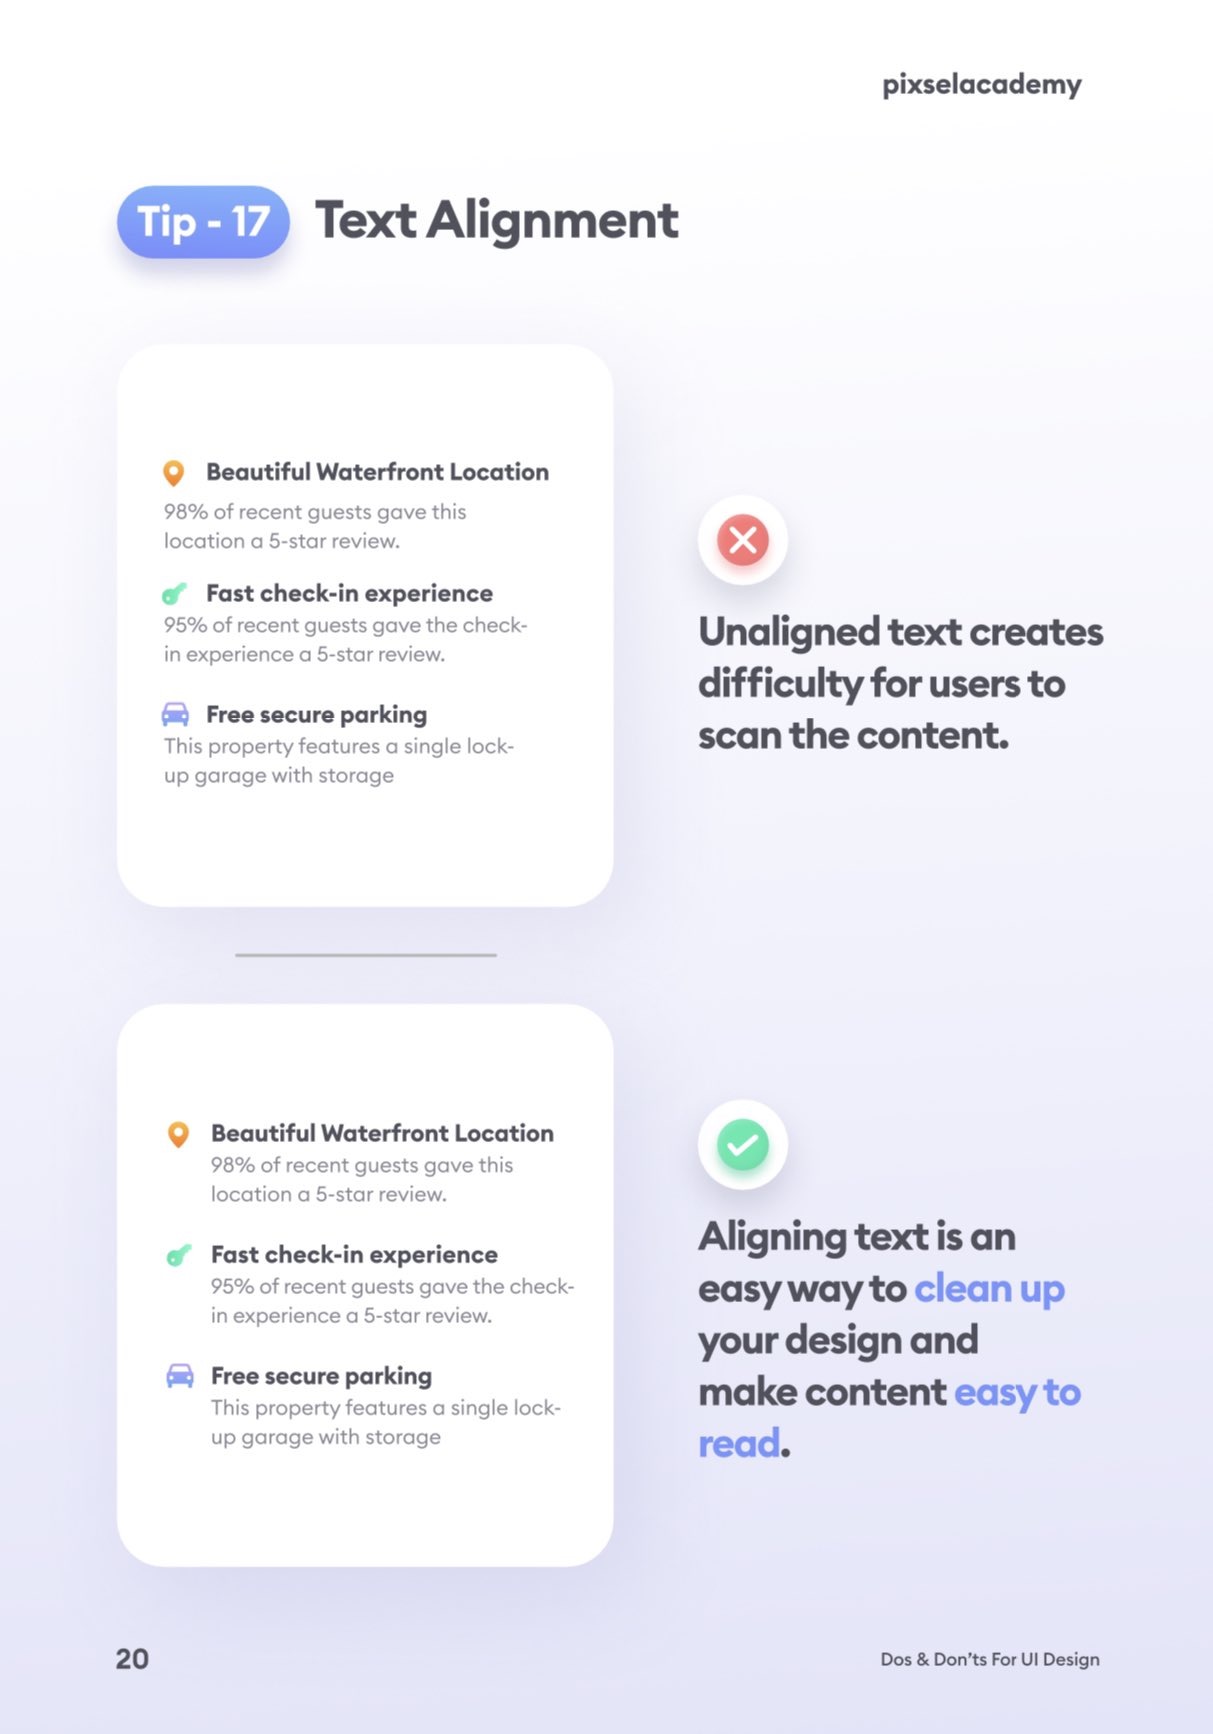 pixselacademy
Tip - 17 Text Alignment
Beautiful Waterfront Location
98% of recent guests gave this
location a 5-star review.
Fast check-in experience
95% of recent guests gave the check-
in experience a 5-star review.
Free secure parking
This property features a single lock-
up garage with storage
Unaligned text creates
difficulty for users to
scan the content.
Beautiful Waterfront Location
98% of recent guests gave this
location a 5-star review.
Fast check-in experience
95% of recent guests gave the check-
in experience a 5-star review.
Free secure parking
This property features a single lock-
up garage with storage
Aligning text is an
easy way to clean up
your design and
make content easy to
read.
20
Dos & Don’ts For UI Design